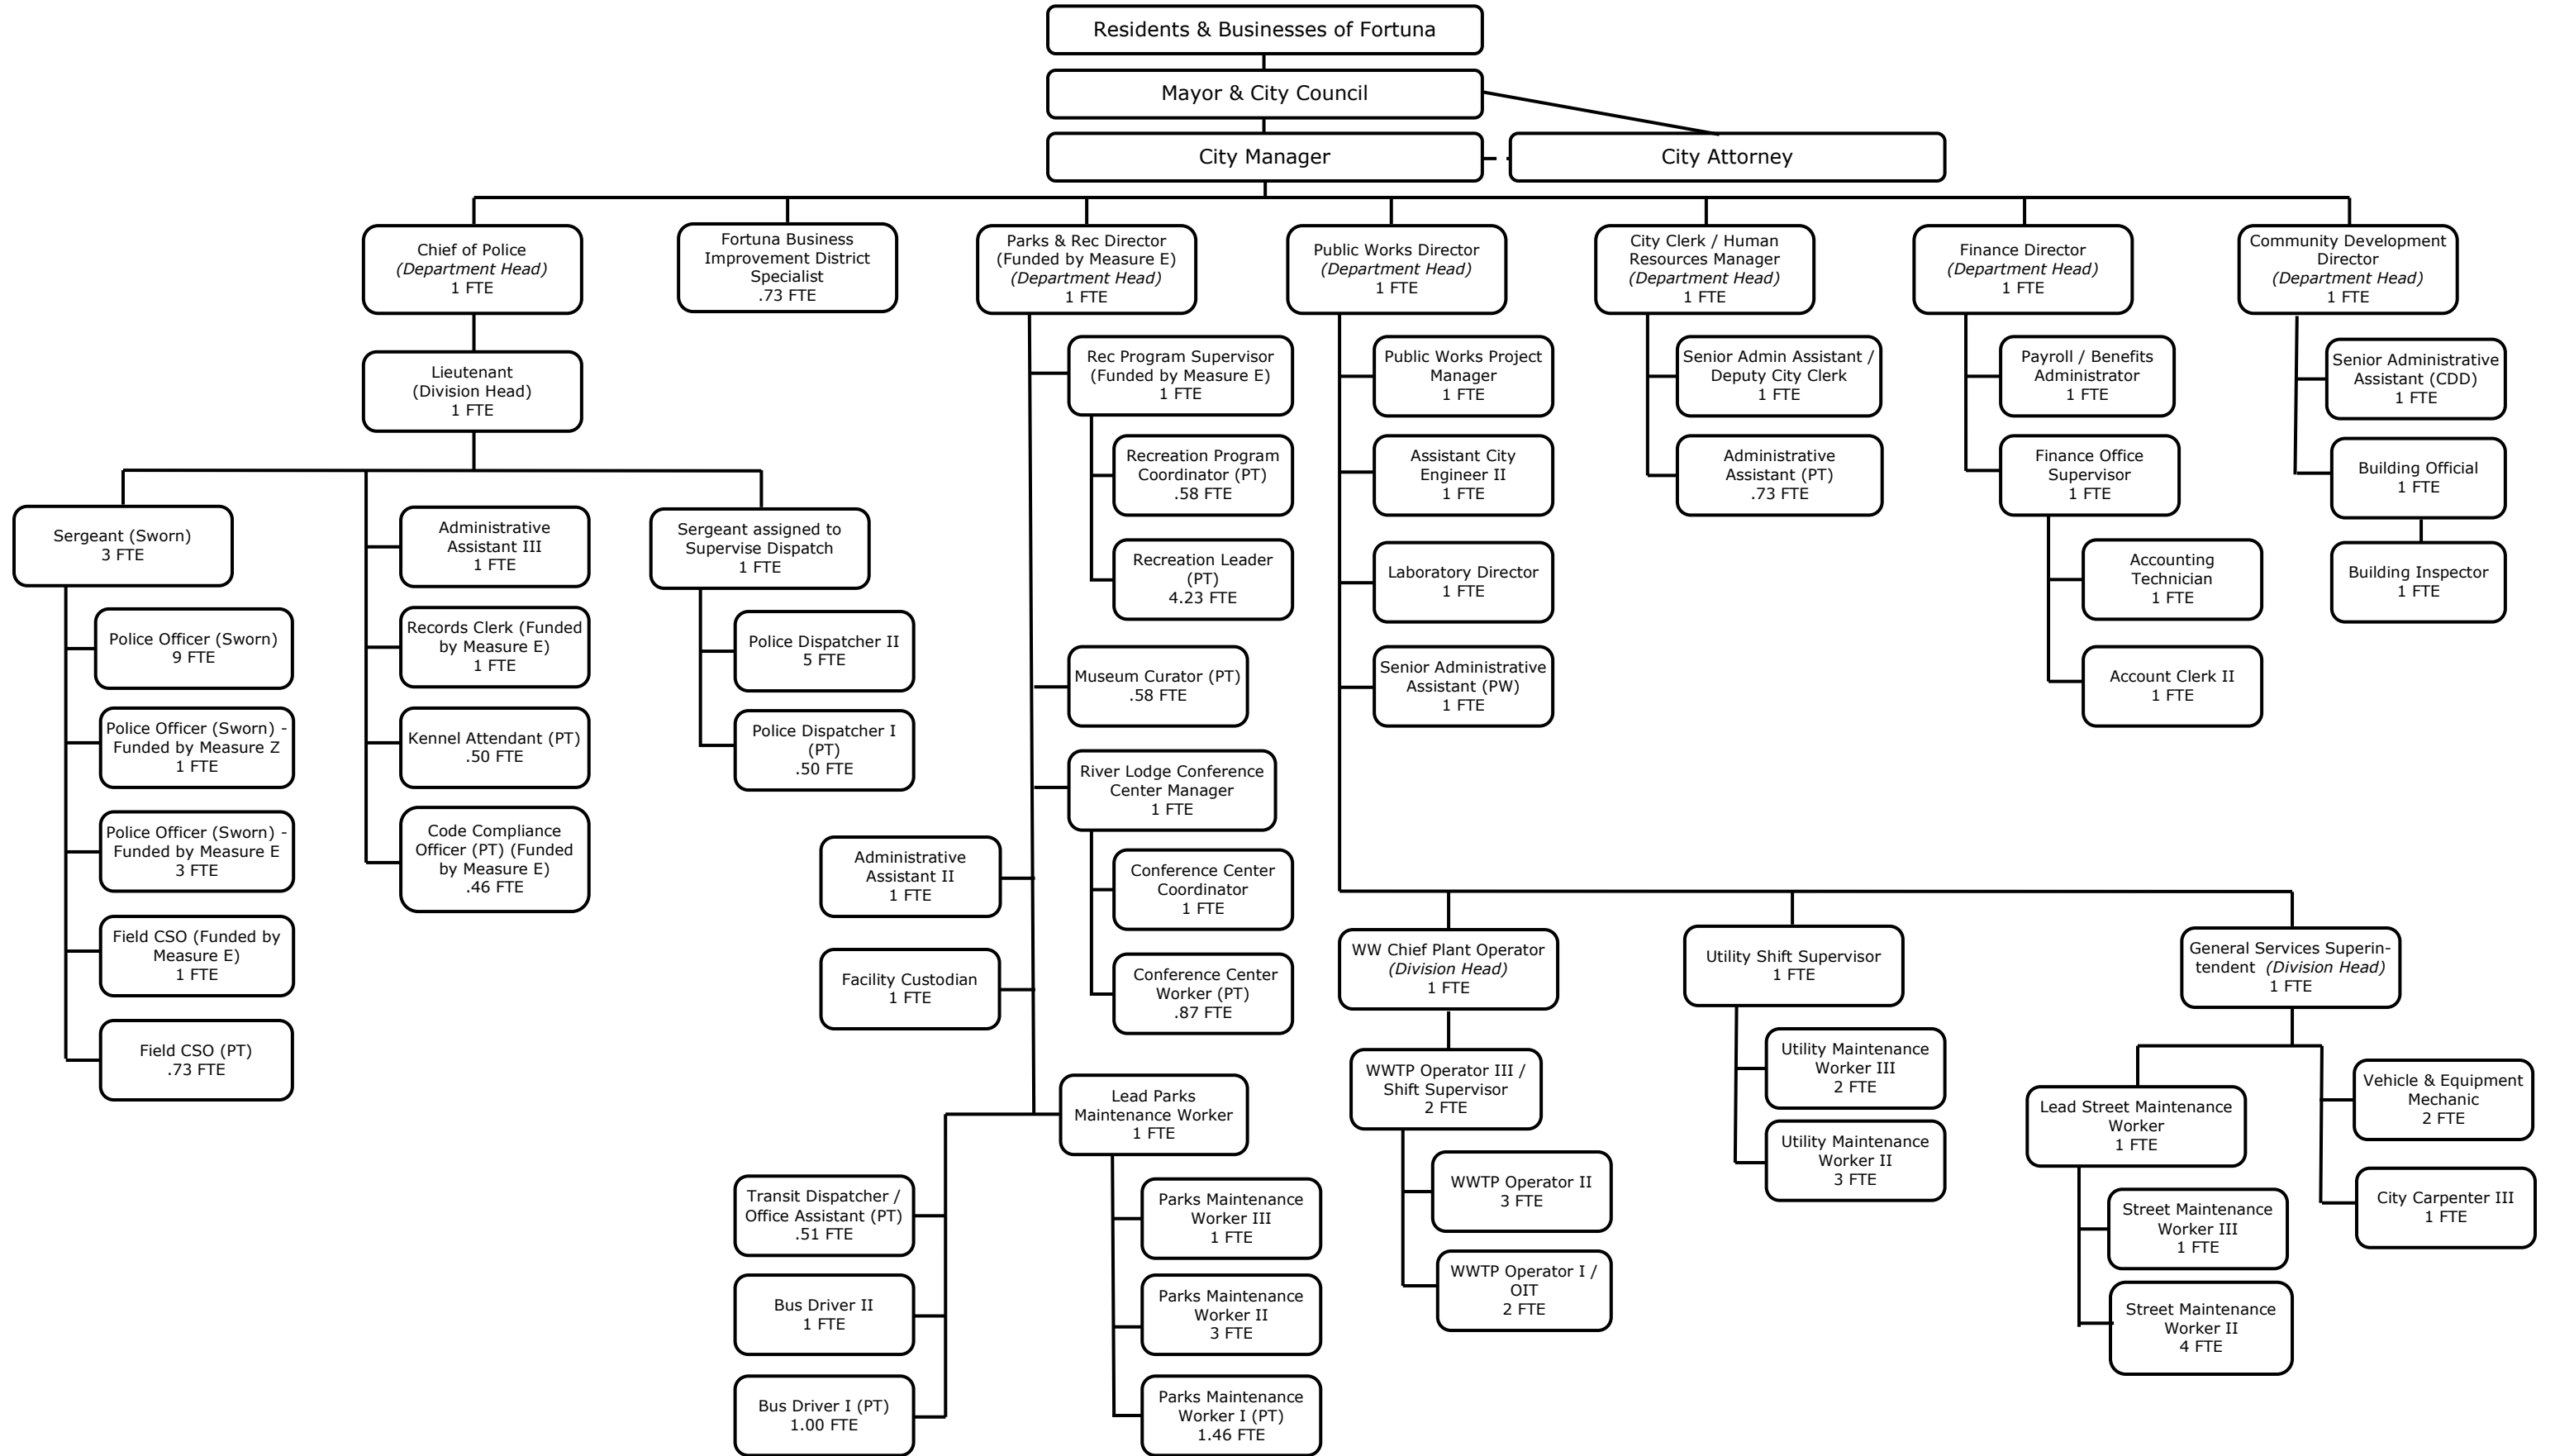 Residents & Businesses of Fortuna
Mayor & City Council
City Manager
City Attorney
Chief of Police
(Department Head)
1 FTE
Fortuna Business
Improvement District
Specialist
.73 FTE
Parks & Rec Director
(Funded by Measure E)
(Department Head)
1 FTE
Public Works Director
(Department Head)
1 FTE
City Clerk / Human
Resources Manager
(Department Head)
1 FTE
Finance Director
(Department Head)
1 FTE
Community Development
Director
(Department Head)
1 FTE
Lieutenant
(Division Head)
1 FTE
Sergeant (Sworn)
3 FTE
Police Officer (Sworn)
9 FTE
Police Officer (Sworn) -
Funded by Measure Z
1 FTE
Police Officer (Sworn) -
Funded by Measure E
3 FTE
Field CSO (Funded by
Measure E)
1 FTE
Field CSO (PT)
.73 FTE
Administrative
Assistant III
1 FTE
Records Clerk (Funded
by Measure E)
1 FTE
Kennel Attendant (PT)
.50 FTE
Code Compliance
Officer (PT) (Funded
by Measure E)
.46 FTE
Sergeant assigned to
Supervise Dispatch
1 FTE
Police Dispatcher II
5 FTE
Police Dispatcher I
(PT)
.50 FTE
Rec Program Supervisor
(Funded by Measure E)
1 FTE
Recreation Program
Coordinator (PT)
.58 FTE
Recreation Leader
(PT)
4.23 FTE
Museum Curator (PT)
.58 FTE
River Lodge Conference
Center Manager
1 FTE
Conference Center
Coordinator
1 FTE
Conference Center
Worker (PT)
.87 FTE
Administrative
Assistant II
1 FTE
Facility Custodian
1 FTE
Lead Parks
Maintenance Worker
1 FTE
Transit Dispatcher /
Office Assistant (PT)
.51 FTE
Bus Driver II
1 FTE
Bus Driver I (PT)
1.00 FTE
Parks Maintenance
Worker III
1 FTE
Parks Maintenance
Worker II
3 FTE
Parks Maintenance
Worker I (PT)
1.46 FTE
Public Works Project
Manager
1 FTE
Assistant City
Engineer II
1 FTE
Laboratory Director
1 FTE
Senior Administrative
Assistant (PW)
1 FTE
WW Chief Plant Operator
(Division Head)
1 FTE
WWTP Operator III /
Shift Supervisor
2 FTE
WWTP Operator II
3 FTE
WWTP Operator I /
OIT
2 FTE
Utility Shift Supervisor
1 FTE
Utility Maintenance
Worker III
2 FTE
Utility Maintenance
Worker II
3 FTE
General Services Superin-
tendent (Division Head)
1 FTE
Lead Street Maintenance
Worker
1 FTE
Street Maintenance
Worker III
1 FTE
Street Maintenance
Worker II
4 FTE
Vehicle & Equipment
Mechanic
2 FTE
City Carpenter III
1 FTE
Senior Admin Assistant /
Deputy City Clerk
1 FTE
Administrative
Assistant (PT)
.73 FTE
Payroll / Benefits
Administrator
1 FTE
Finance Office
Supervisor
1 FTE
Accounting
Technician
1 FTE
Account Clerk II
1 FTE
Senior Administrative
Assistant (CDD)
1 FTE
Building Official
1 FTE
Building Inspector
1 FTE